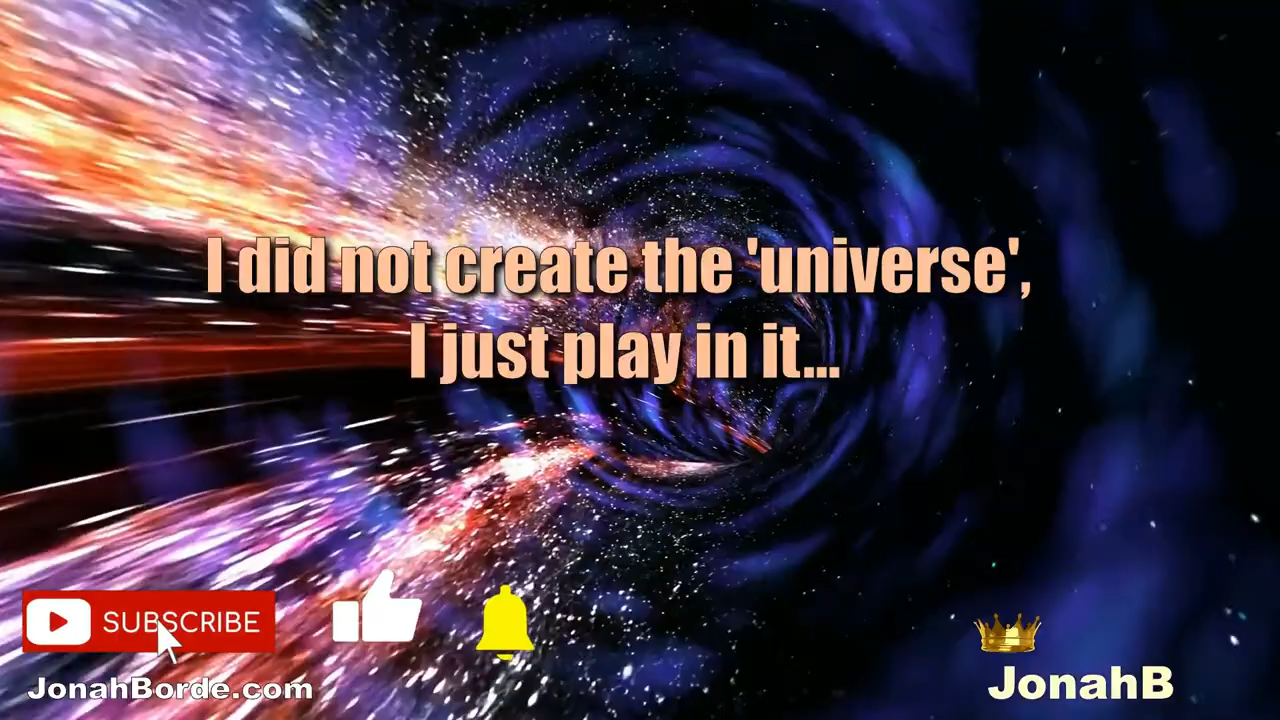 I did not create the 'universe',
I just play in it...
SUBSCRIBE
JonahBorde.com
JonahB